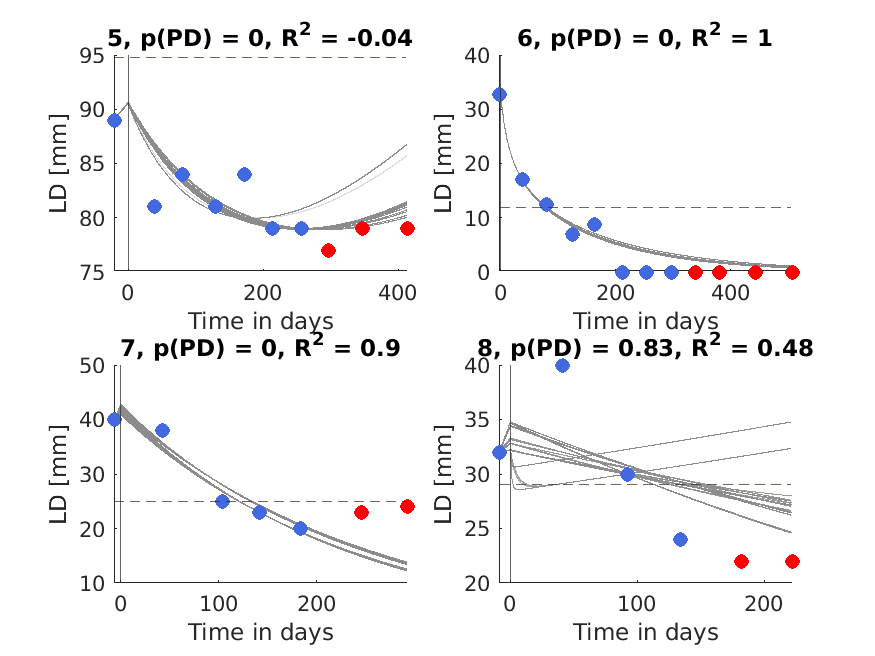 5, p(PD) = 0, R² = -0.04
95
90
85
80
75
LD [mm]
0 200 400
Time in days
6, p(PD) = 0, R² = 1
40
30
20
10
0
LD [mm]
0 200 400
Time in days
7, p(PD) = 0, R² = 0.9
50
40
30
20
10
LD [mm]
0 100 200
Time in days
8, p(PD) = 0.83, R² = 0.48
40
35
30
25
20
LD [mm]
0 100 200
Time in days